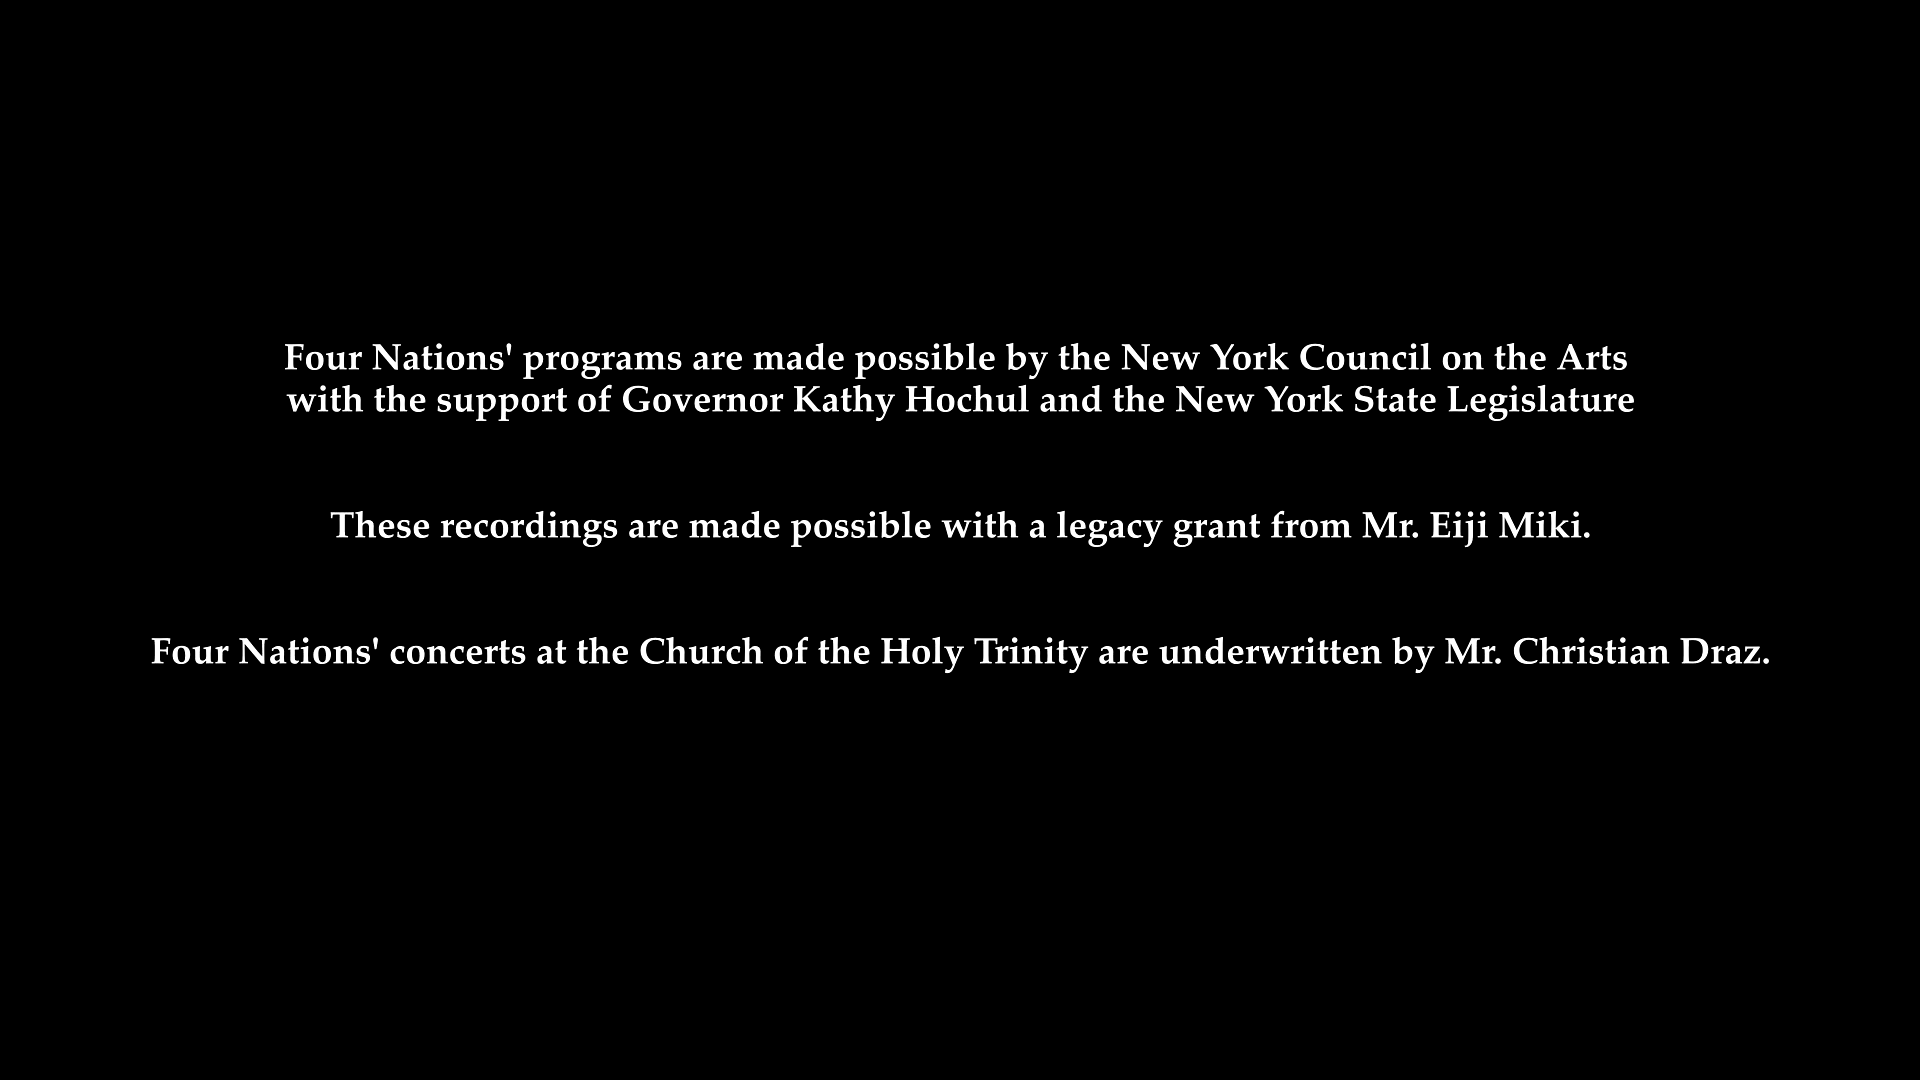 Four Nations' programs are made possible by the New York Council on the Arts
with the support of Governor Kathy Hochul and the New York State Legislature
These recordings are made possible with a legacy grant from Mr. Eiji Miki.
Four Nations' concerts at the Church of the Holy Trinity are underwritten by Mr. Christian Draz.